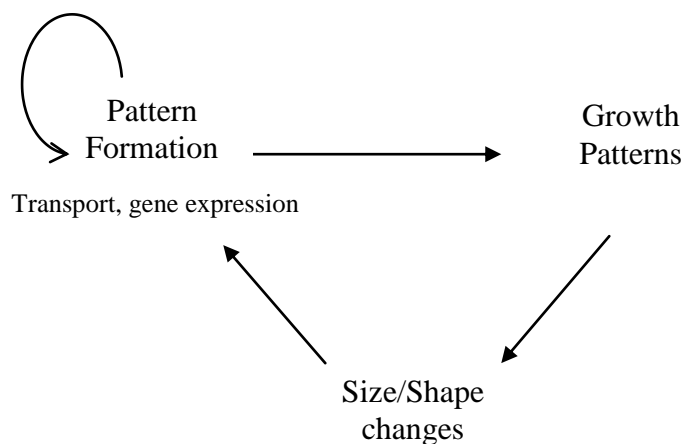 Pattern
Formation
Transport, gene expression
Growth
Patterns
Size/Shape
changes